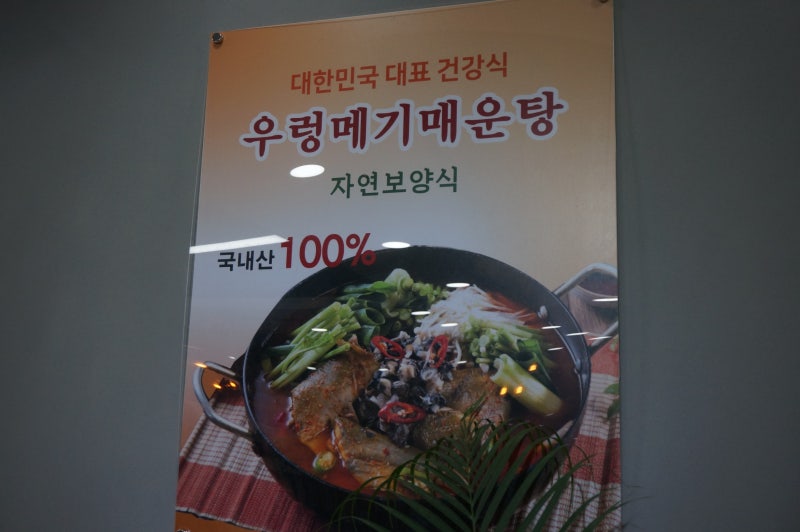 대한민국 대표 건강식
우렁메기매운탕
자연보양식
국내산 100%